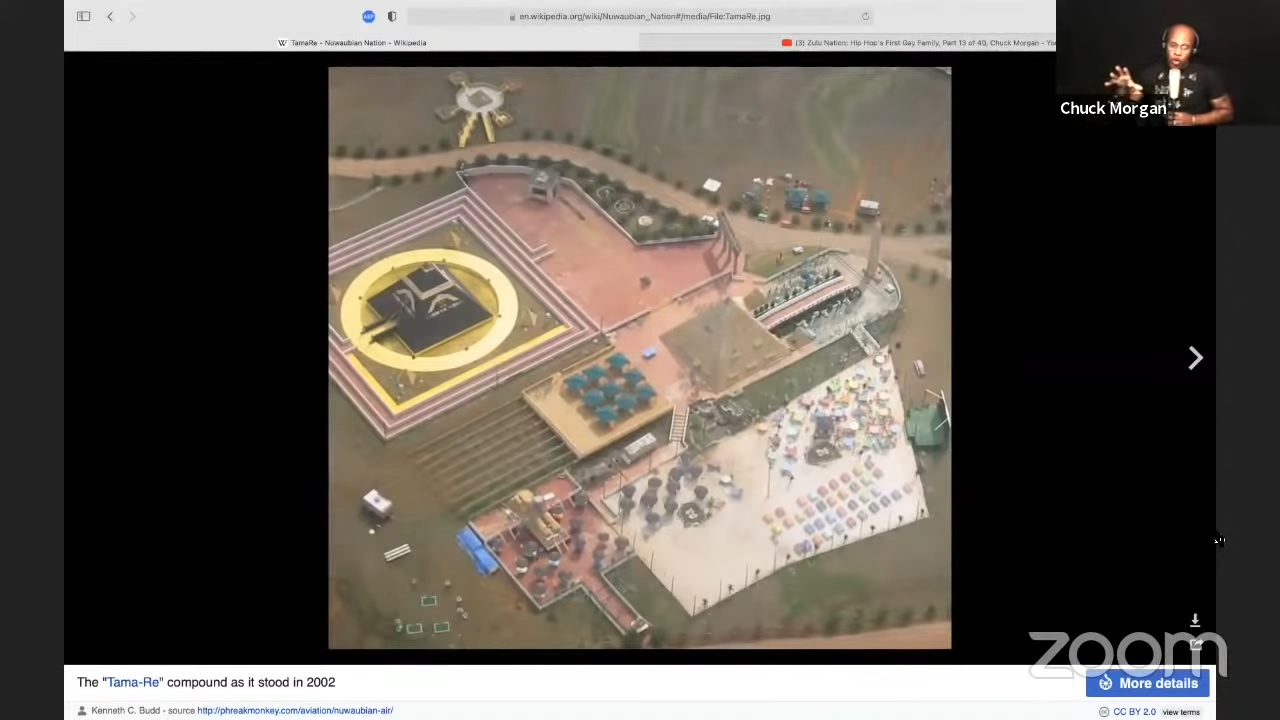 ABP
en.wikipedia.org/wiki/Nuwaubian_Nation#/media/File:TamaRe.jpg
W TamaRe - Nuwaubian Nation - Wikipedia
(3) Zulu Nation: Hip Hop's First Gay Family, Part 13 of 40, Chuck Morgan - Yo
Chuck Morgan
zoom
The "Tama-Re" compound as it stood in 2002
More details
Kenneth C. Budd - source http://phreakmonkey.com/aviation/nuwaubian-air/
CC BY 2.0 view terms